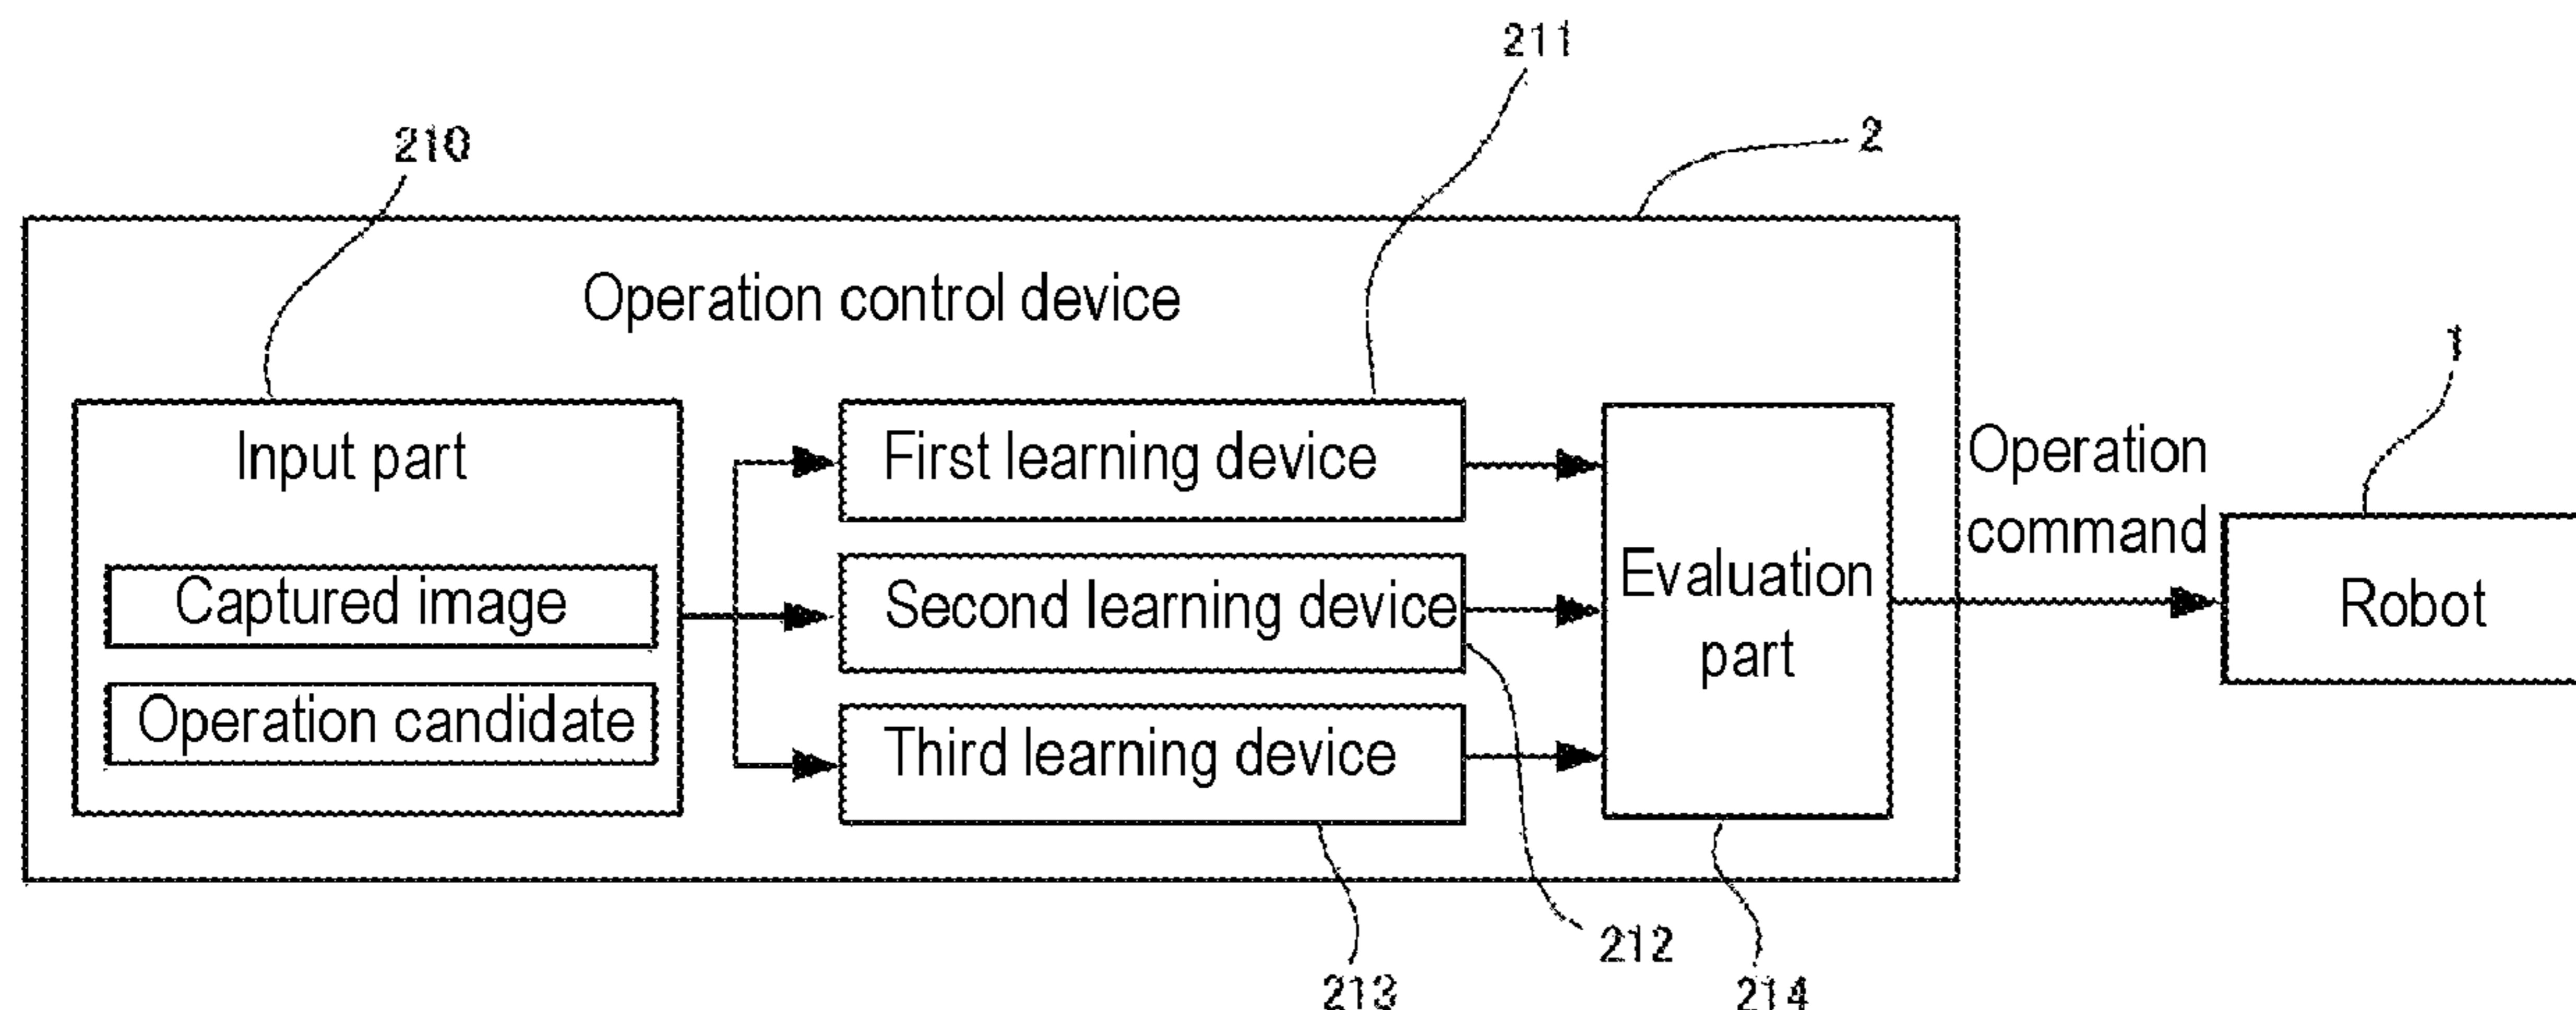 211
210
2
Operation control device
1
Input part
First learning device
Operation
command
Captured image
Second learning device
Evaluation
part
Robot
Operation candidate
Third learning device
212
213
214